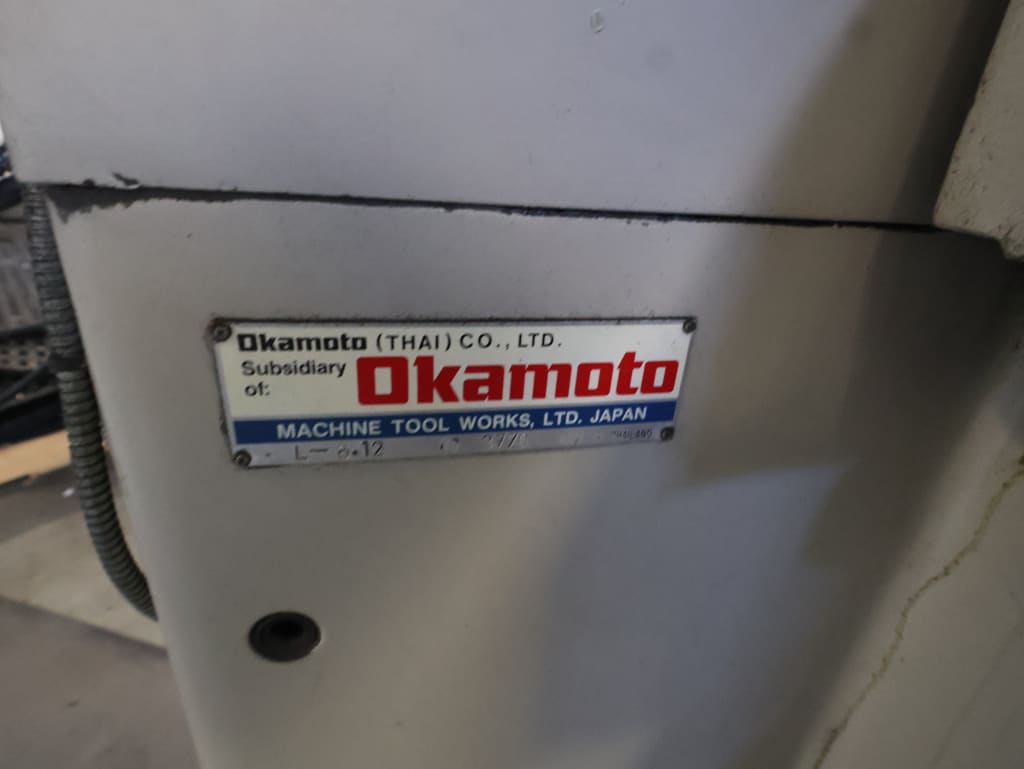 Okamoto (THAI) CO., LTD.
Subsidiary
of:
Okamoto
MACHINE TOOL WORKS, LTD. JAPAN